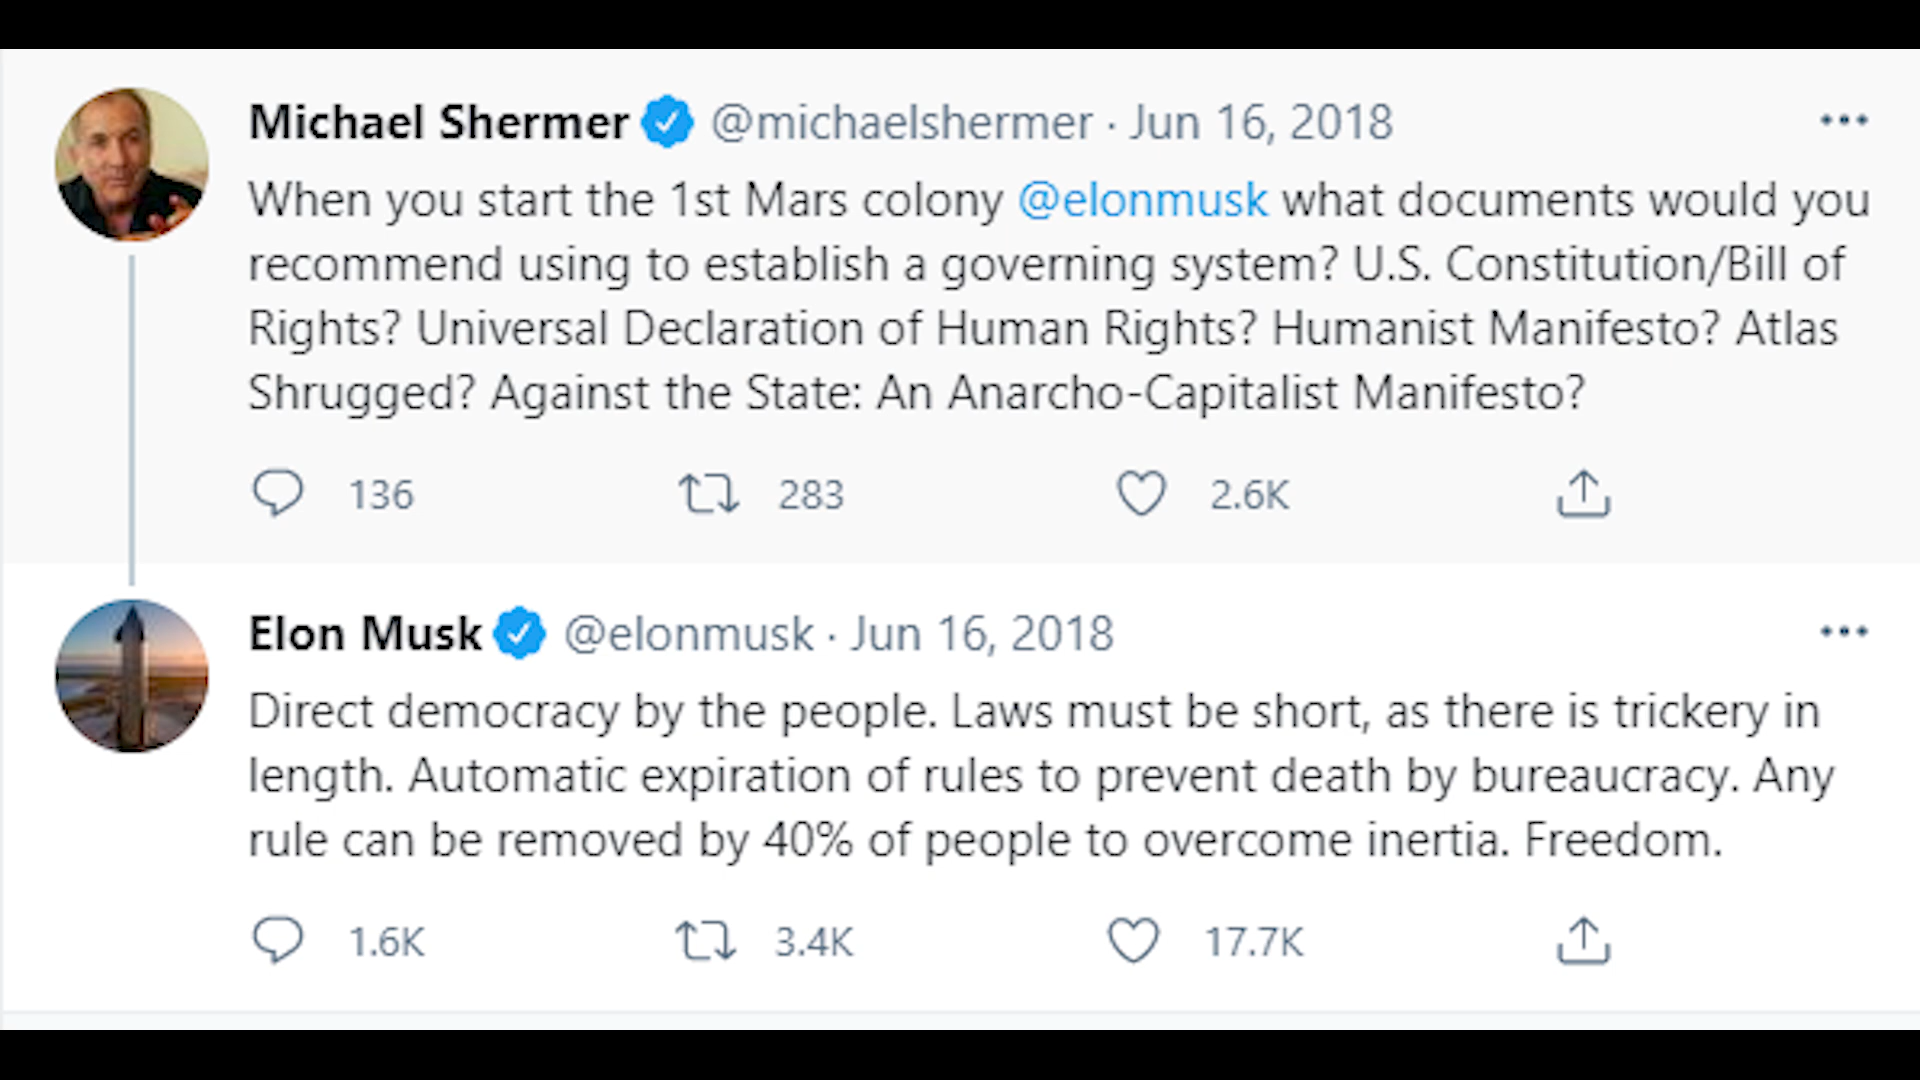 Michael Shermer @michaelshermer · Jun 16, 2018
When you start the 1st Mars colony @elonmusk what documents would you
recommend using to establish a governing system? U.S. Constitution/Bill of
Rights? Universal Declaration of Human Rights? Humanist Manifesto? Atlas
Shrugged? Against the State: An Anarcho-Capitalist Manifesto?
136 283 2.6K
Elon Musk @elonmusk · Jun 16, 2018
Direct democracy by the people. Laws must be short, as there is trickery in
length. Automatic expiration of rules to prevent death by bureaucracy. Any
rule can be removed by 40% of people to overcome inertia. Freedom.
1.6K 3.4K 17.7K